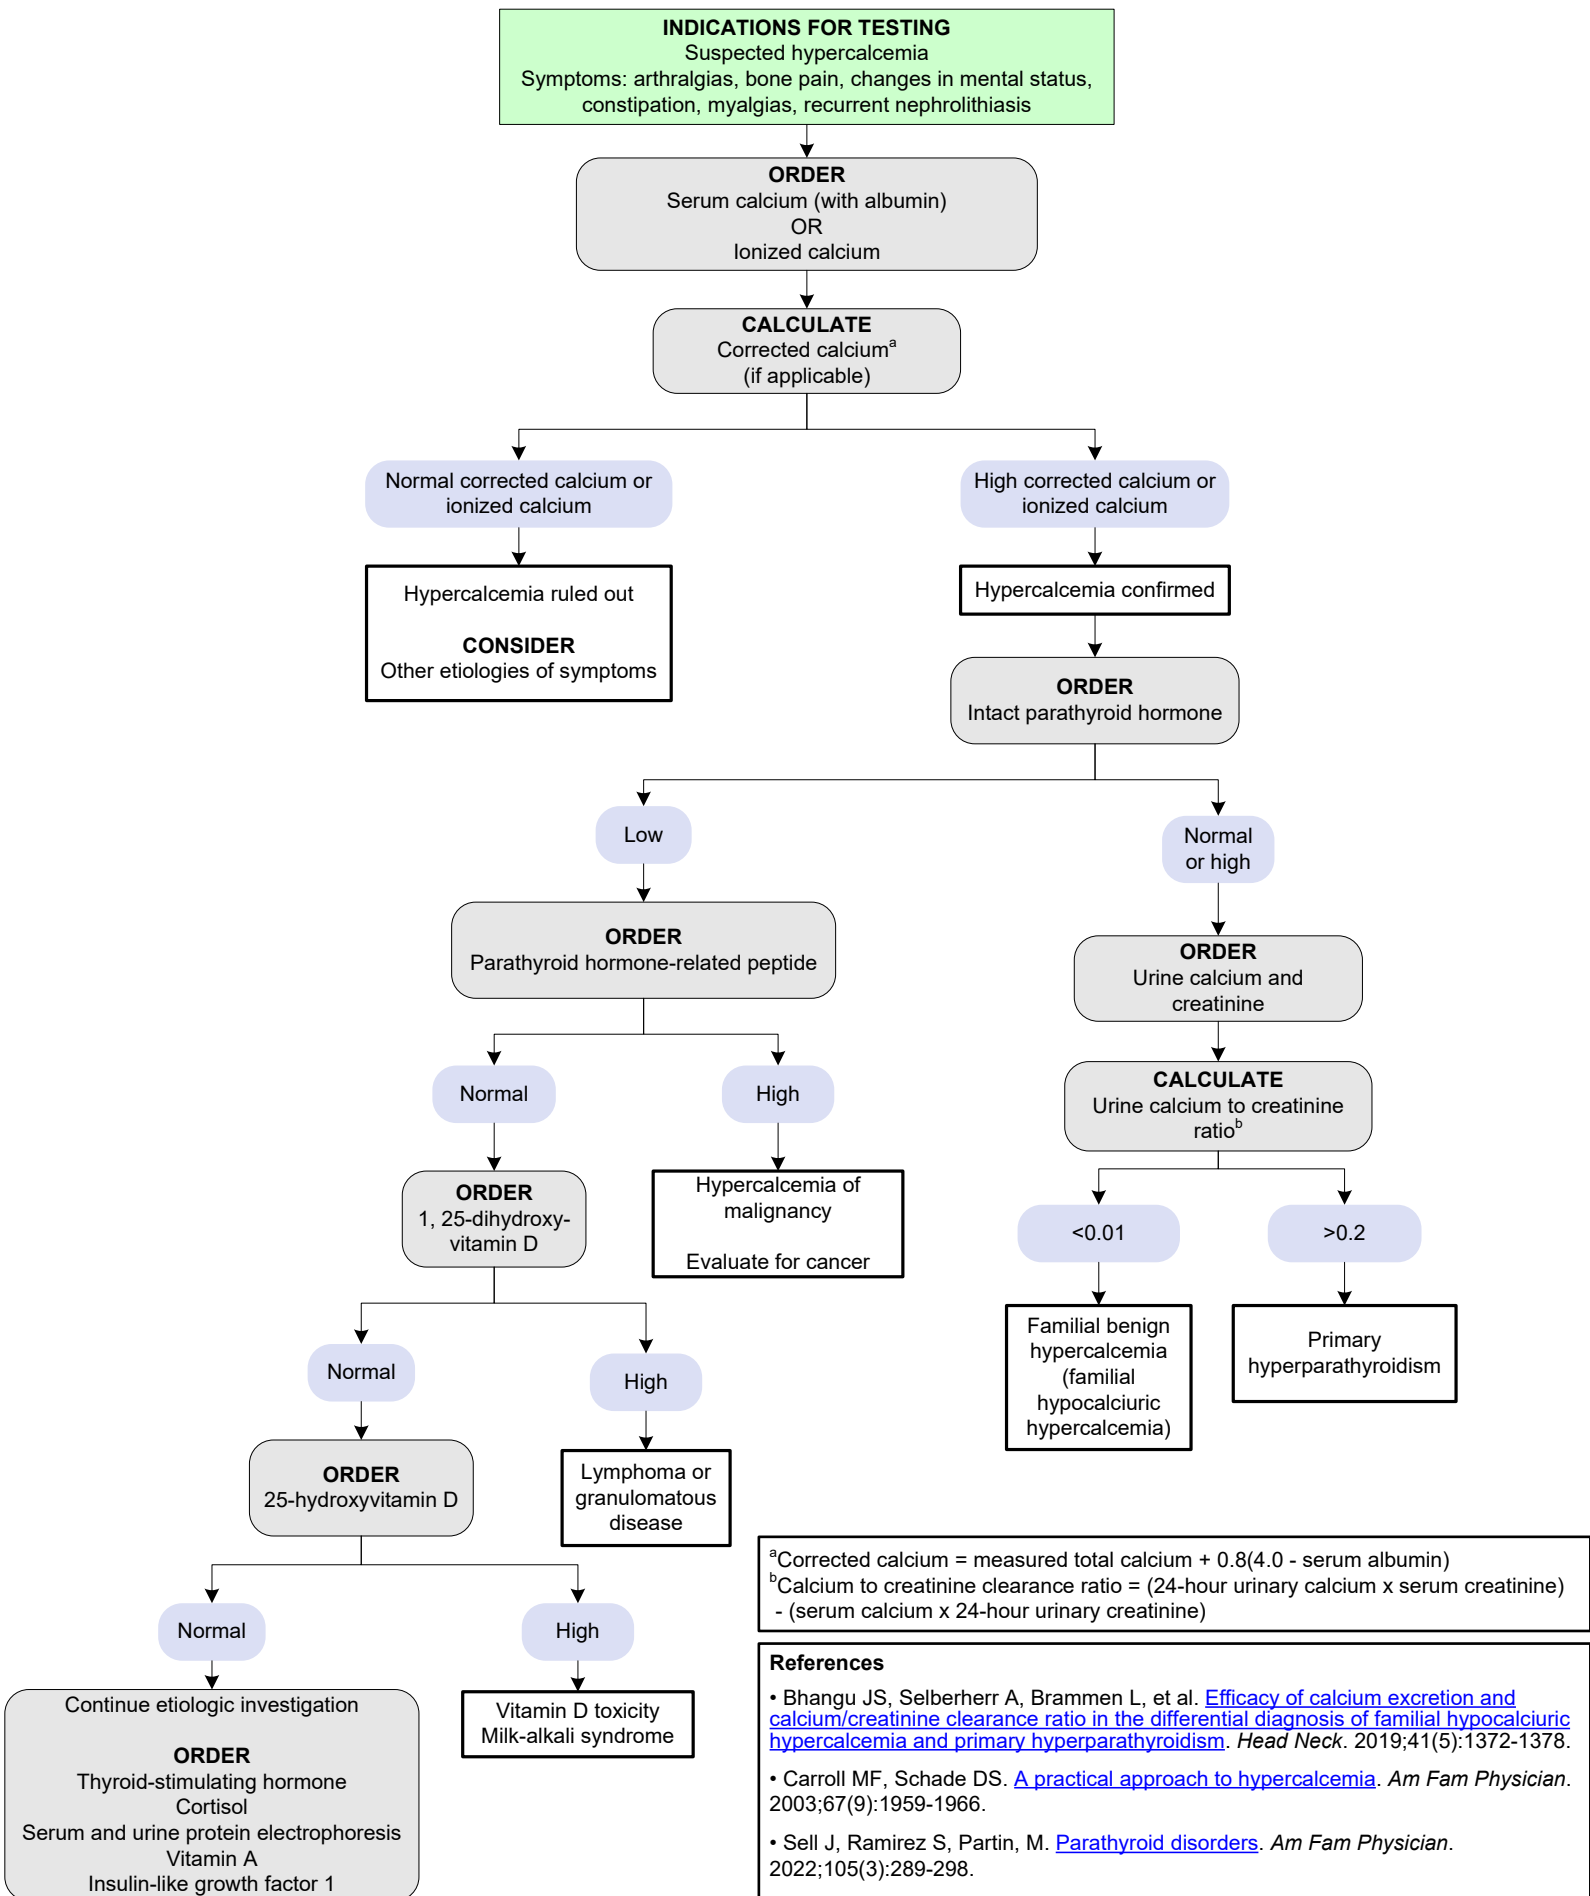 INDICATIONS FOR TESTING
Suspected hypercalcemia
Symptoms: arthralgias, bone pain, changes in mental status,
constipation, myalgias, recurrent nephrolithiasis
ORDER
Serum calcium (with albumin)
OR
Ionized calcium
CALCULATE
Corrected calciumᵃ
(if applicable)
Normal corrected calcium or
ionized calcium
High corrected calcium or
ionized calcium
Hypercalcemia ruled out
CONSIDER
Other etiologies of symptoms
Hypercalcemia confirmed
ORDER
Intact parathyroid hormone
Low
Normal
or high
ORDER
Parathyroid hormone-related peptide
ORDER
Urine calcium and
creatinine
Normal
High
CALCULATE
Urine calcium to creatinine
ratioᵇ
ORDER
1, 25-dihydroxy-
vitamin D
Hypercalcemia of
malignancy
Evaluate for cancer
<0.01
>0.2
Normal
High
Familial benign
hypercalcemia
(familial
hypocalciuric
hypercalcemia)
Primary
hyperparathyroidism
ORDER
25-hydroxyvitamin D
Lymphoma or
granulomatous
disease
Normal
High
Continue etiologic investigation
ORDER
Thyroid-stimulating hormone
Cortisol
Serum and urine protein electrophoresis
Vitamin A
Insulin-like growth factor 1
Vitamin D toxicity
Milk-alkali syndrome
ᵃCorrected calcium = measured total calcium + 0.8(4.0 - serum albumin)
ᵇCalcium to creatinine clearance ratio = (24-hour urinary calcium x serum creatinine)
- (serum calcium x 24-hour urinary creatinine)
References
• Bhangu JS, Selberherr A, Brammen L, et al. Efficacy of calcium excretion and
calcium/creatinine clearance ratio in the differential diagnosis of familial hypocalciuric
hypercalcemia and primary hyperparathyroidism. Head Neck. 2019;41(5):1372-1378.
• Carroll MF, Schade DS. A practical approach to hypercalcemia. Am Fam Physician.
2003;67(9):1959-1966.
• Sell J, Ramirez S, Partin, M. Parathyroid disorders. Am Fam Physician.
2022;105(3):289-298.